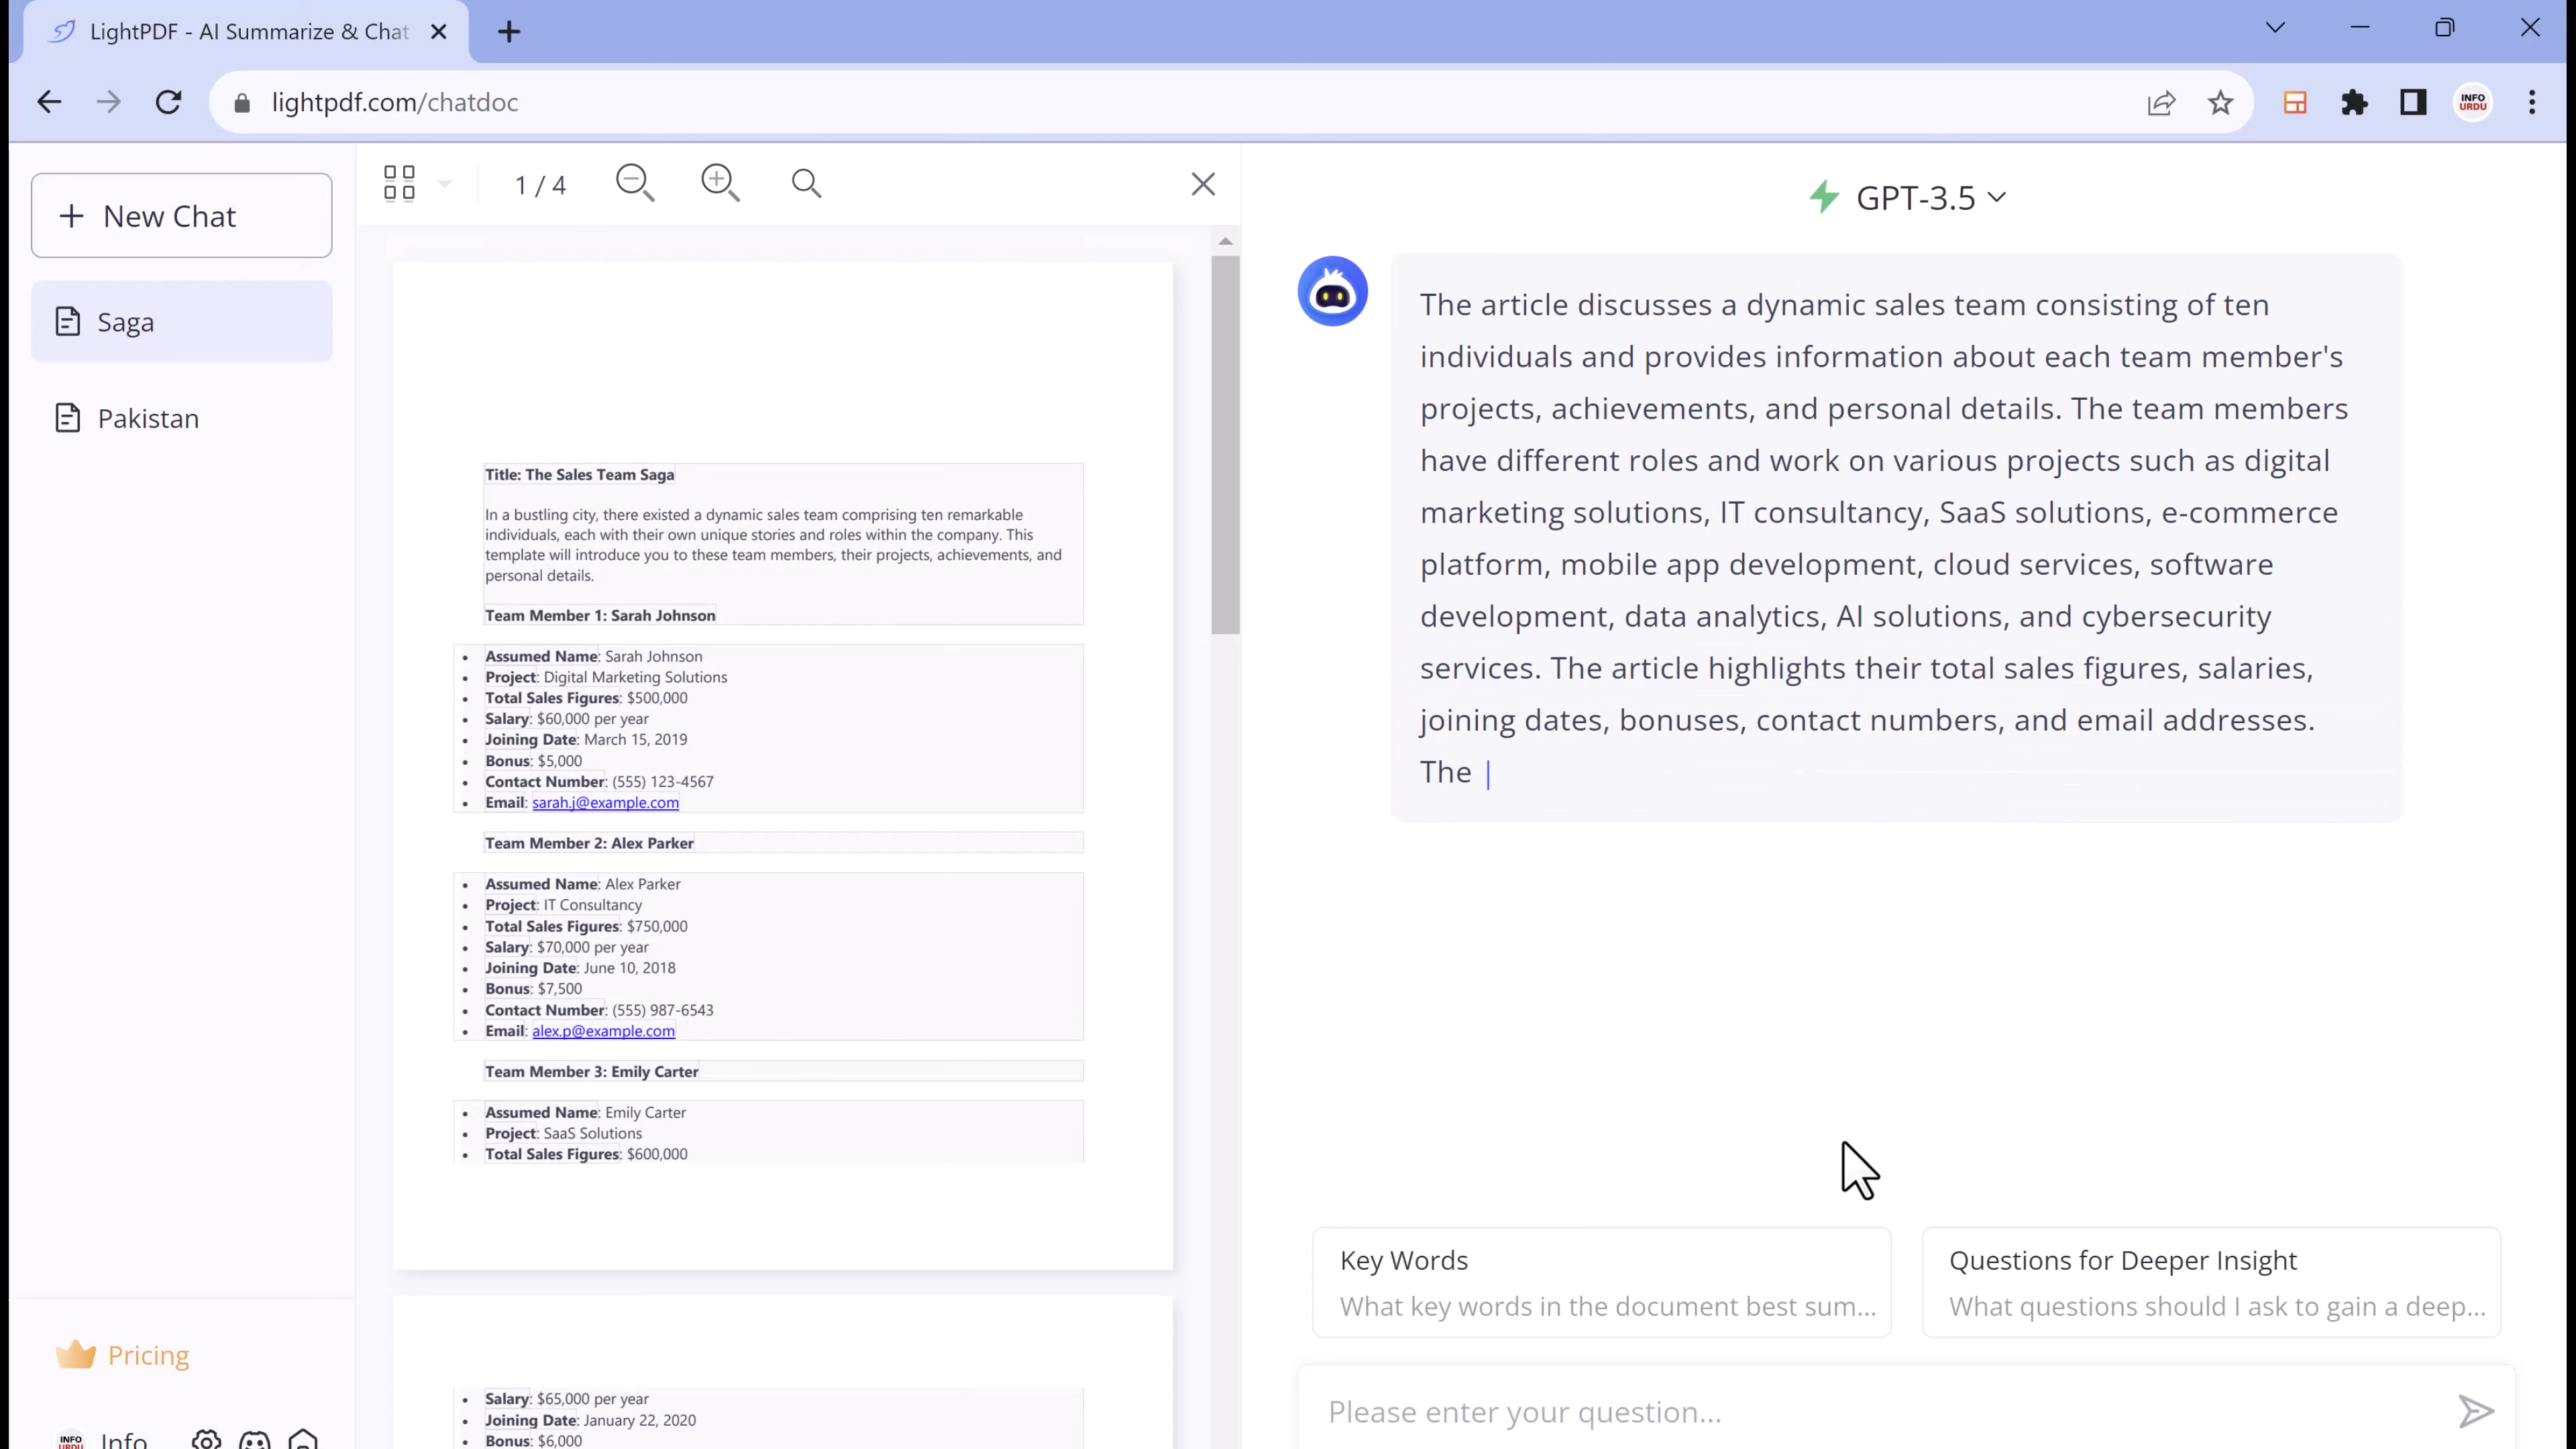 LightPDF - AI Summarize & Chat
lightpdf.com/chatdoc
INFO
URDU
New Chat
Saga
Pakistan
Pricing
INFO
URDU
Info
1 / 4
Title: The Sales Team Saga
In a bustling city, there existed a dynamic sales team comprising ten remarkable
individuals, each with their own unique stories and roles within the company. This
template will introduce you to these team members, their projects, achievements, and
personal details.
Team Member 1: Sarah Johnson
• Assumed Name: Sarah Johnson
• Project: Digital Marketing Solutions
• Total Sales Figures: $500,000
• Salary: $60,000 per year
• Joining Date: March 15, 2019
• Bonus: $5,000
• Contact Number: (555) 123-4567
• Email: sarah.j@example.com
Team Member 2: Alex Parker
• Assumed Name: Alex Parker
• Project: IT Consultancy
• Total Sales Figures: $750,000
• Salary: $70,000 per year
• Joining Date: June 10, 2018
• Bonus: $7,500
• Contact Number: (555) 987-6543
• Email: alex.p@example.com
Team Member 3: Emily Carter
• Assumed Name: Emily Carter
• Project: SaaS Solutions
• Total Sales Figures: $600,000
• Salary: $65,000 per year
• Joining Date: January 22, 2020
• Bonus: $6,000
GPT-3.5
The article discusses a dynamic sales team consisting of ten
individuals and provides information about each team member's
projects, achievements, and personal details. The team members
have different roles and work on various projects such as digital
marketing solutions, IT consultancy, SaaS solutions, e-commerce
platform, mobile app development, cloud services, software
development, data analytics, AI solutions, and cybersecurity
services. The article highlights their total sales figures, salaries,
joining dates, bonuses, contact numbers, and email addresses.
The
Key Words
What key words in the document best sum...
Questions for Deeper Insight
What questions should I ask to gain a deep...
Please enter your question...